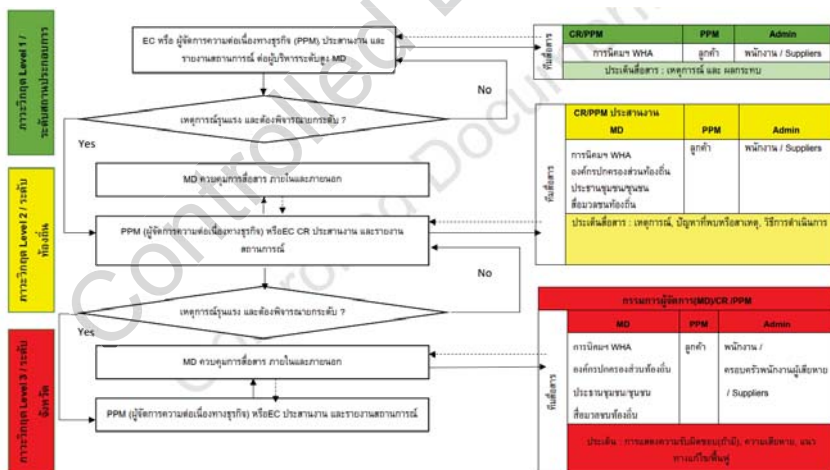 ภาวะวิกฤต Level 1 /
ระดับสถานประกอบการ
EC หรือ ผู้จัดการความต่อเนื่องทางธุรกิจ (PPM) ประสานงาน และ
รายงานสถานการณ์ ต่อผู้บริหารระดับสูง MD
No
เหตุการณ์รุนแรง และต้องพิจารณายกระดับ ?
Yes
ทีมสื่อสาร
CR/PPM PPM Admin
การนิคมฯ WHA ลูกค้า พนักงาน / Suppliers
ประเด็นสื่อสาร : เหตุการณ์ และ ผลกระทบ
ภาวะวิกฤต Level 2 / ระดับ
ท้องถิ่น
MD ควบคุมการสื่อสาร ภายในและภายนอก
PPM (ผู้จัดการความต่อเนื่องทางธุรกิจ) หรือEC CR ประสานงาน และรายงาน
สถานการณ์
No
เหตุการณ์รุนแรง และต้องพิจารณายกระดับ ?
Yes
ทีมสื่อสาร
CR/PPM ประสานงาน
MD PPM Admin
การนิคมฯ WHA ลูกค้า พนักงาน / Suppliers
องค์กรปกครองส่วนท้องถิ่น
ประธานชุมชน/ชุมชน
สื่อมวลชนท้องถิ่น
ประเด็นสื่อสาร : เหตุการณ์, ปัญหาที่พบหรือสาเหตุ, วิธีการดำเนินการ
ภาวะวิกฤต Level 3 / ระดับ
จังหวัด
MD ควบคุมการสื่อสาร ภายในและภายนอก
PPM (ผู้จัดการความต่อเนื่องทางธุรกิจ) หรือEC ประสานงาน และรายงานสถานการณ์
ทีมสื่อสาร
กรรมการผู้จัดการ(MD)/CR /PPM
MD PPM Admin
การนิคมฯ WHA ลูกค้า พนักงาน /
องค์กรปกครองส่วนท้องถิ่น ครอบครัวพนักงานผู้เสียหาย
ประธานชุมชน/ชุมชน / Suppliers
สื่อมวลชนท้องถิ่น
ประเด็น : การแสดงความรับผิดชอบ(ถ้ามี), ความเสียหาย, แนว
ทางแก้ไข/ฟื้นฟู
Controlled Document